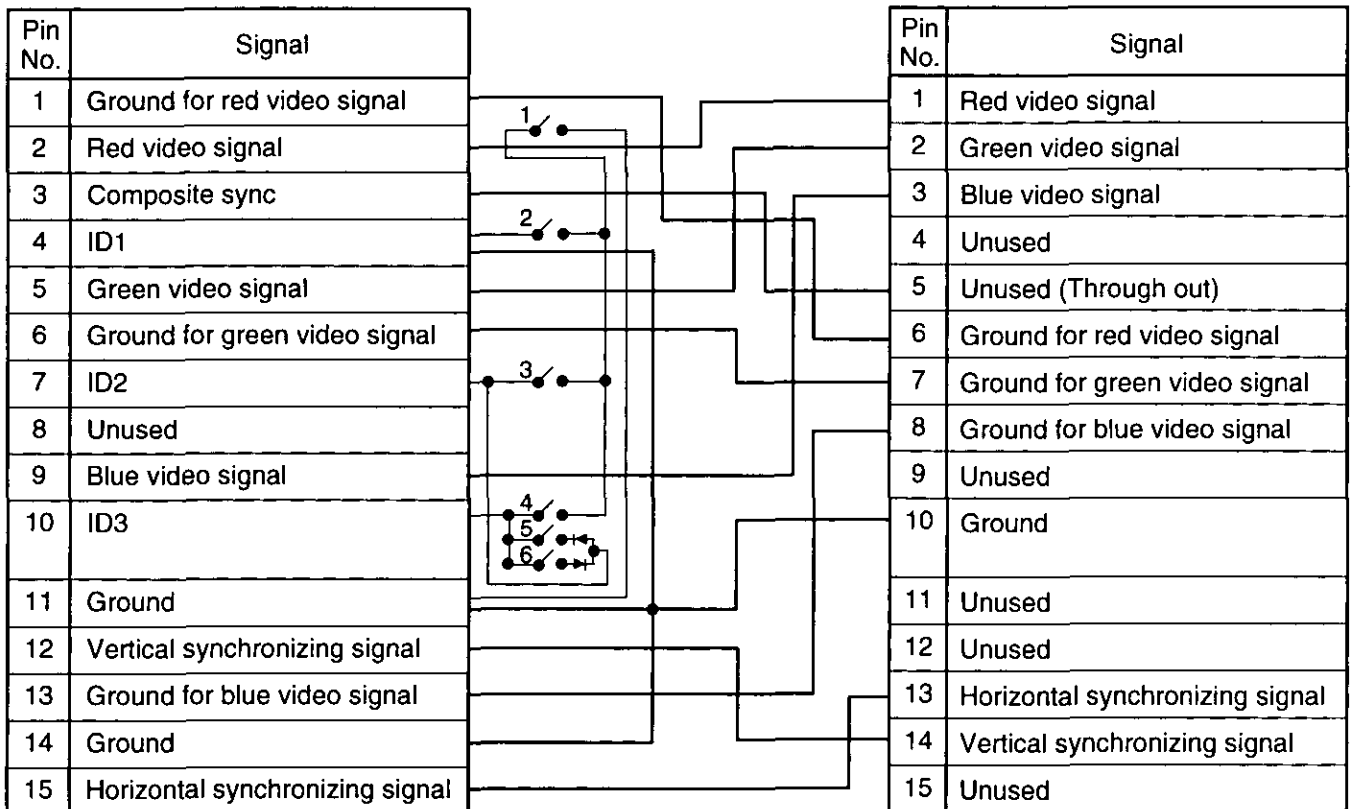 Pin No. Signal
1 Ground for red video signal
2 Red video signal
3 Composite sync
4 ID1
5 Green video signal
6 Ground for green video signal
7 ID2
8 Unused
9 Blue video signal
10 ID3
11 Ground
12 Vertical synchronizing signal
13 Ground for blue video signal
14 Ground
15 Horizontal synchronizing signal
1
2
3
4
5
6
Pin No. Signal
1 Red video signal
2 Green video signal
3 Blue video signal
4 Unused
5 Unused (Through out)
6 Ground for red video signal
7 Ground for green video signal
8 Ground for blue video signal
9 Unused
10 Ground
11 Unused
12 Unused
13 Horizontal synchronizing signal
14 Vertical synchronizing signal
15 Unused